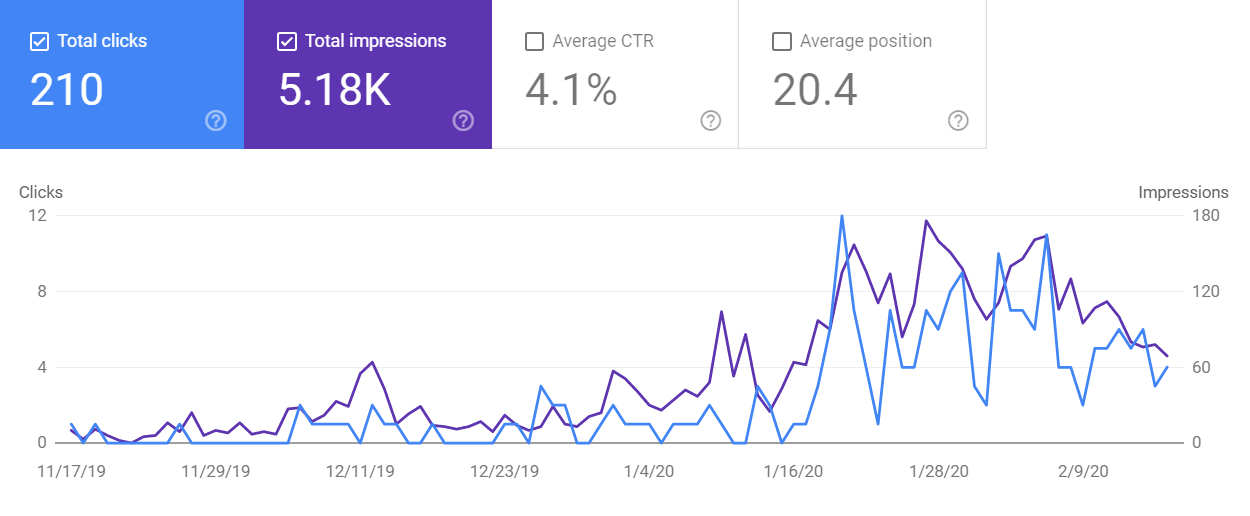 Total clicks
210
Total impressions
5.18K
Average CTR
4.1%
Average position
20.4
Clicks
Impressions
12
180
8
120
4
60
0
0
11/17/19 11/29/19 12/11/19 12/23/19 1/4/20 1/16/20 1/28/20 2/9/20